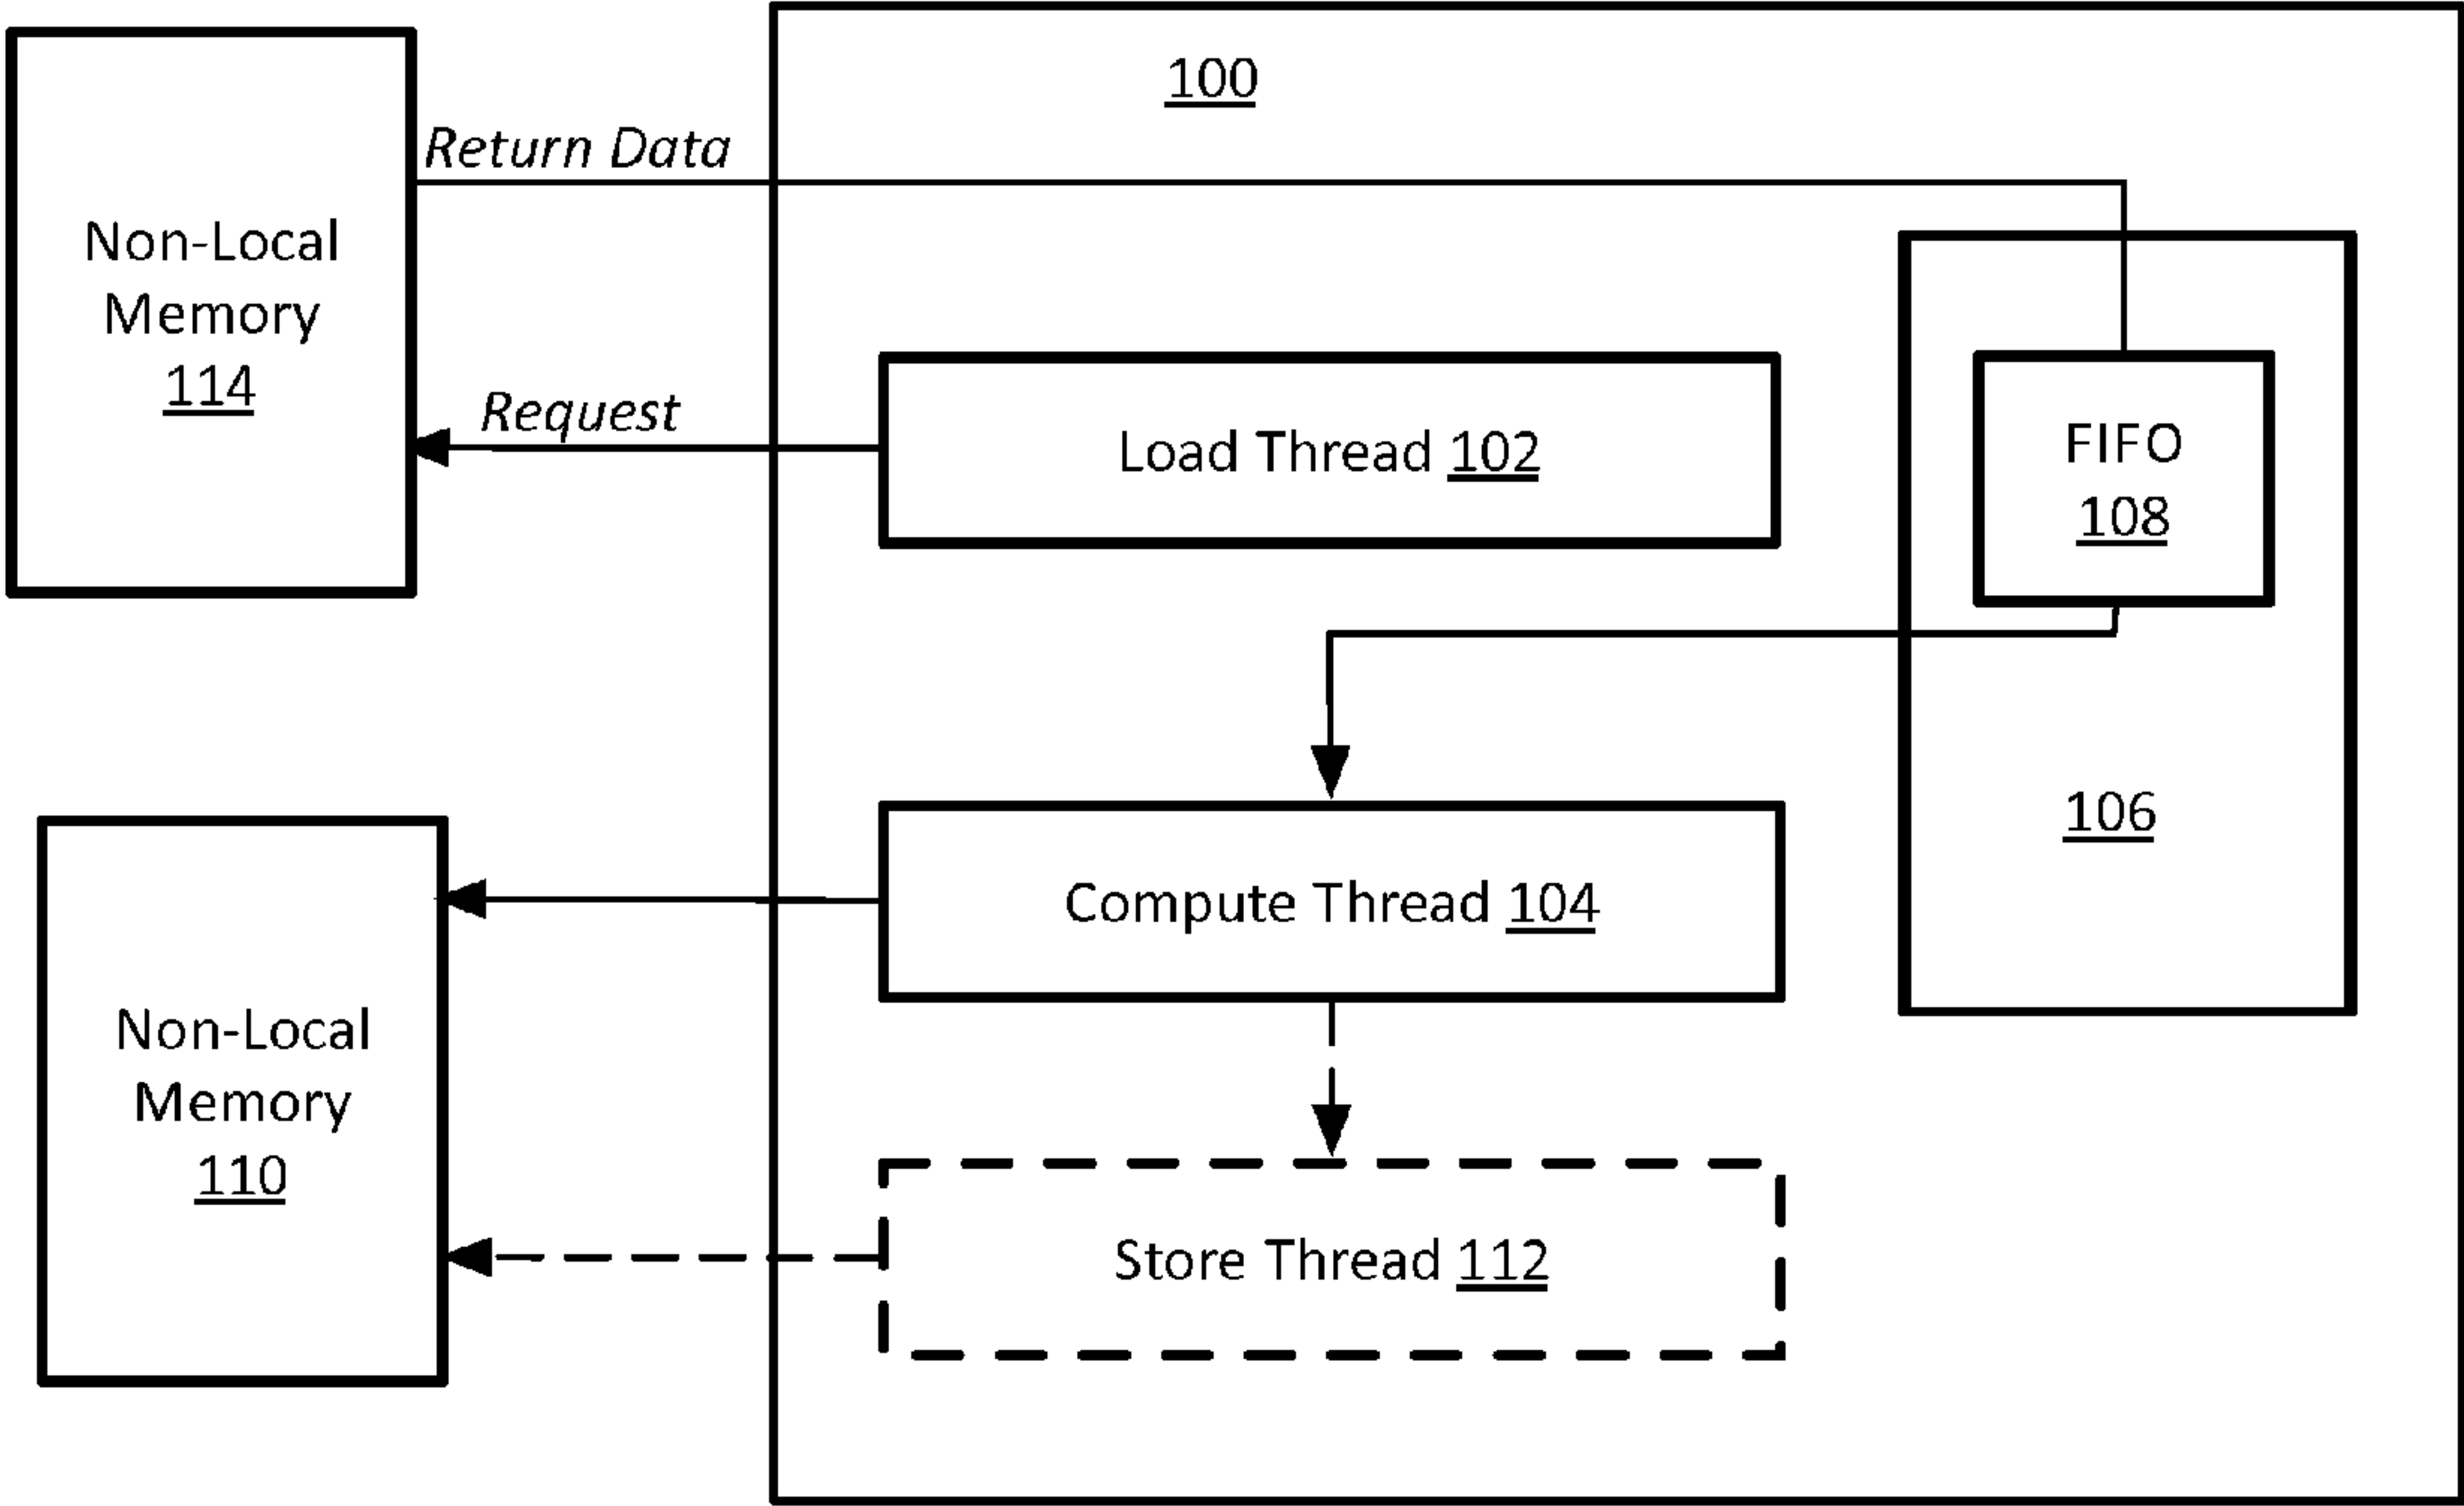 100
Return Data
Non-Local
Memory
114
Request
Load Thread 102
FIFO
108
106
Compute Thread 104
Non-Local
Memory
110
Store Thread 112